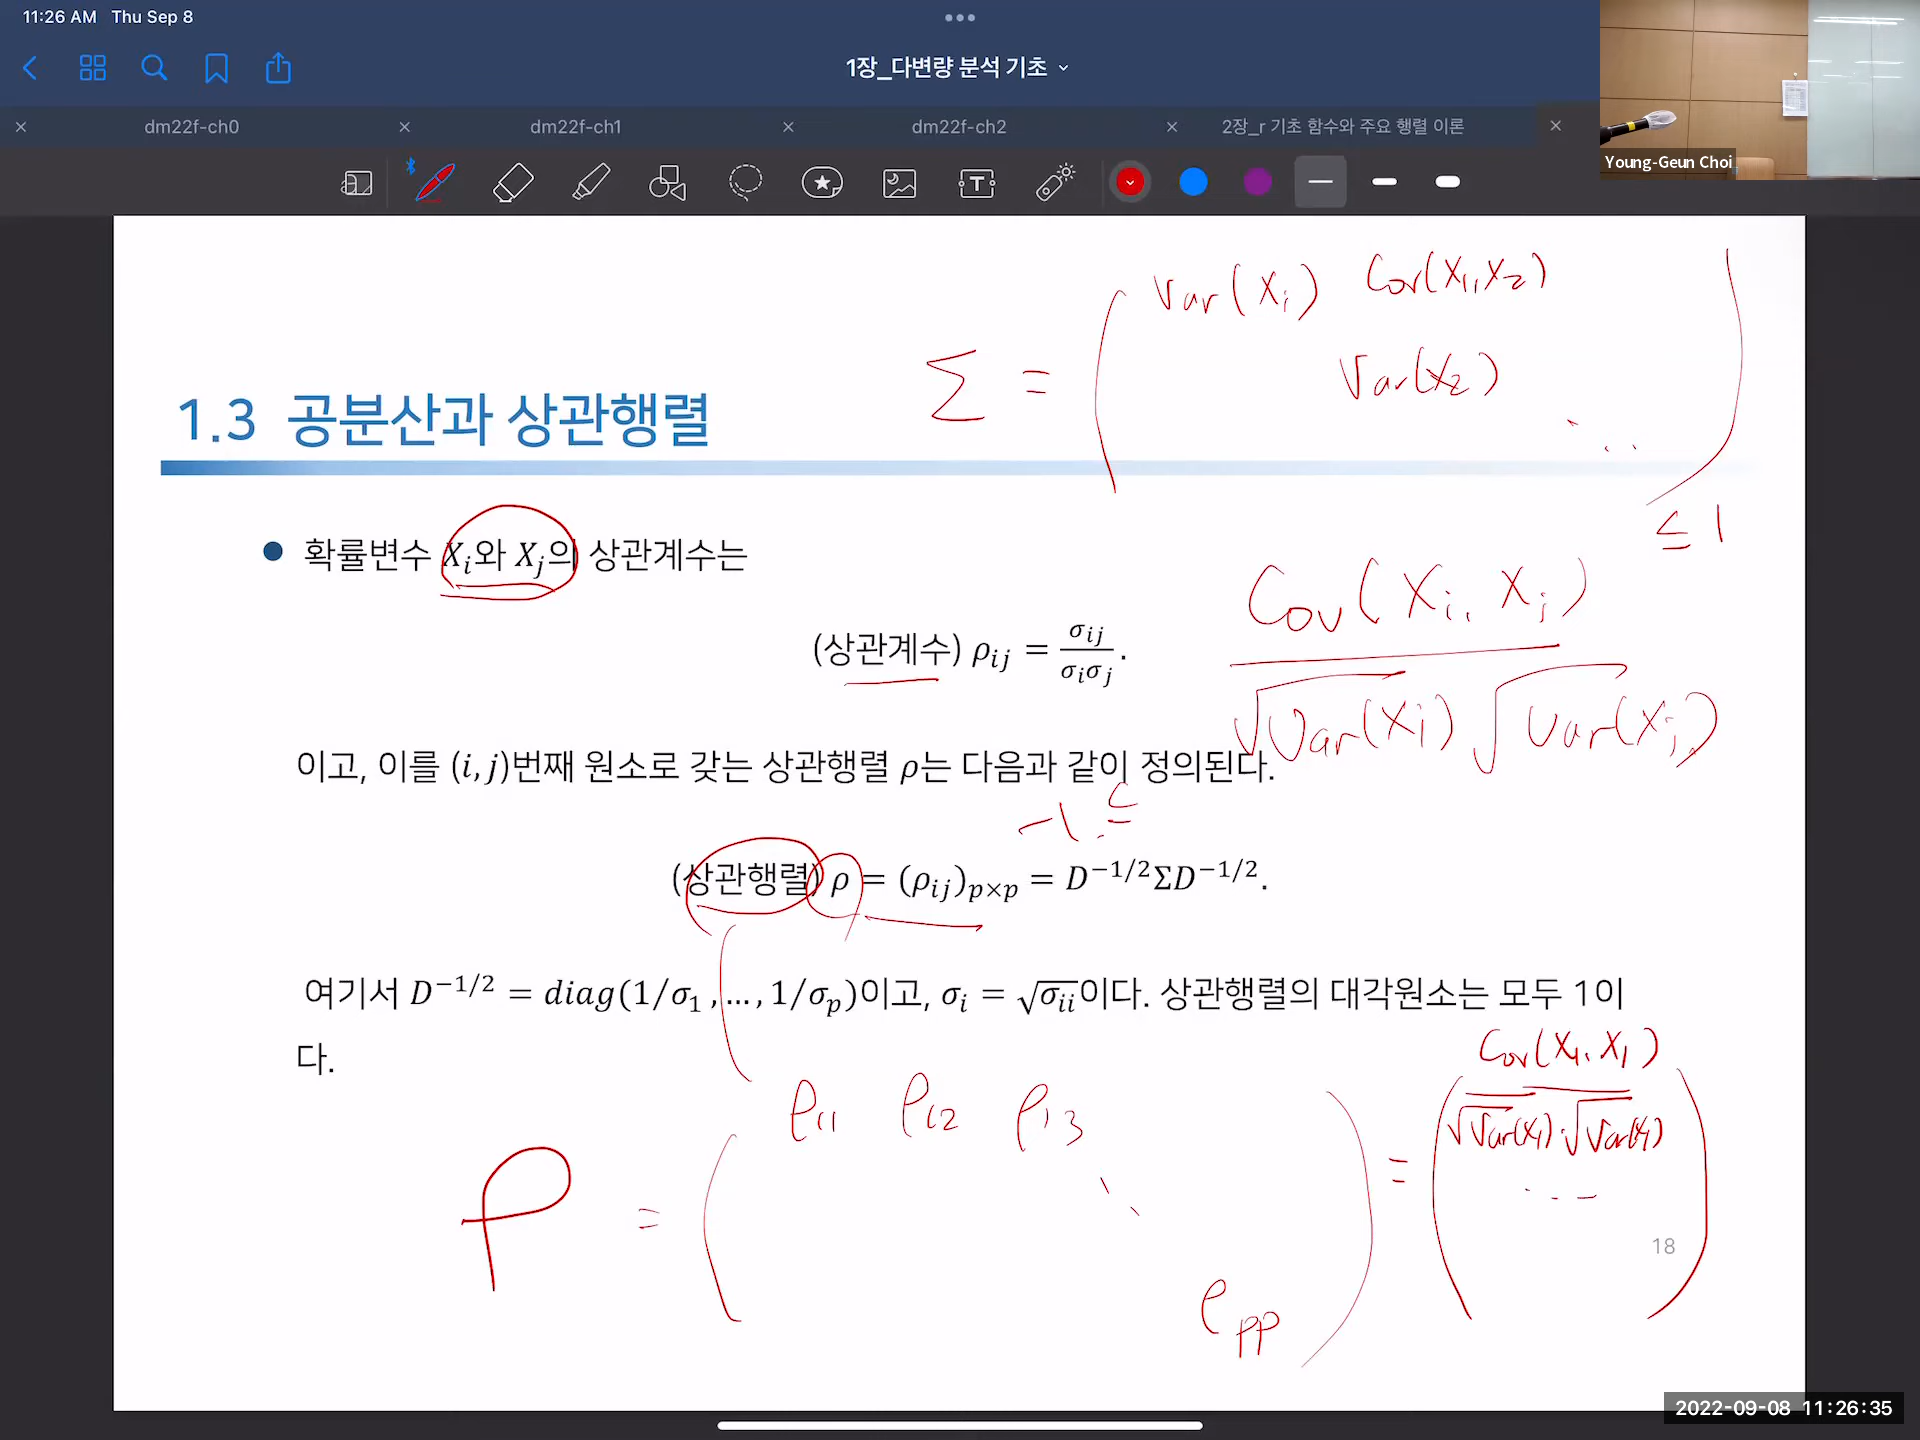 11:26 AM Thu Sep 8
1장_다변량 분석 기초
dm22f-ch0
dm22f-ch1
dm22f-ch2
2장_r 기초 함수와 주요 행렬 이론
Young-Geun Choi
Σ = ( Var(Xi) Cov(X1,X2)
Var(X2)
⋱ )
1.3 공분산과 상관행렬
≤ 1
● 확률변수 Xi와 Xj의 상관계수는
Cov(Xi, Xj)
(상관계수) ρij = σij / σiσj.
√Var(Xi) √Var(Xj)
이고, 이를 (i, j)번째 원소로 갖는 상관행렬 ρ는 다음과 같이 정의된다.
-1 ≤
(상관행렬) ρ = (ρij)p×p = D^−1/2 Σ D^−1/2.
여기서 D^−1/2 = diag(1/σ1, …, 1/σp)이고, σi = √σii이다. 상관행렬의 대각원소는 모두 1이
다.
ρ = ( ρ11 ρ12 ρ13
⋱
ρpp )
= ( Cov(X1, X1)
√Var(X1) · √Var(X1)
... )
18
2022-09-08 11:26:35